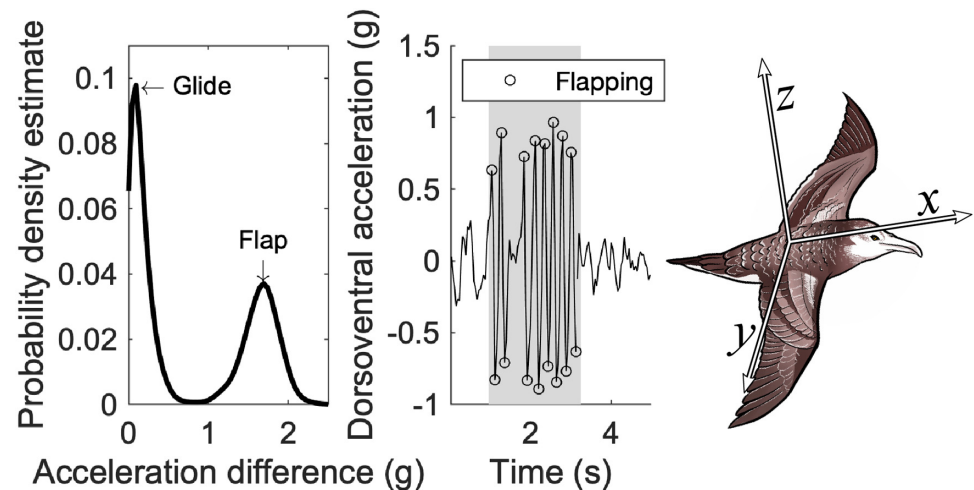 Probability density estimate
0.1
0.08
0.06
0.04
0.02
0
0
1
2
Acceleration difference (g)
Glide
Flap
Dorsoventral acceleration (g)
1.5
1
0.5
0
-0.5
-1
2
4
Time (s)
Flapping
z
x
y